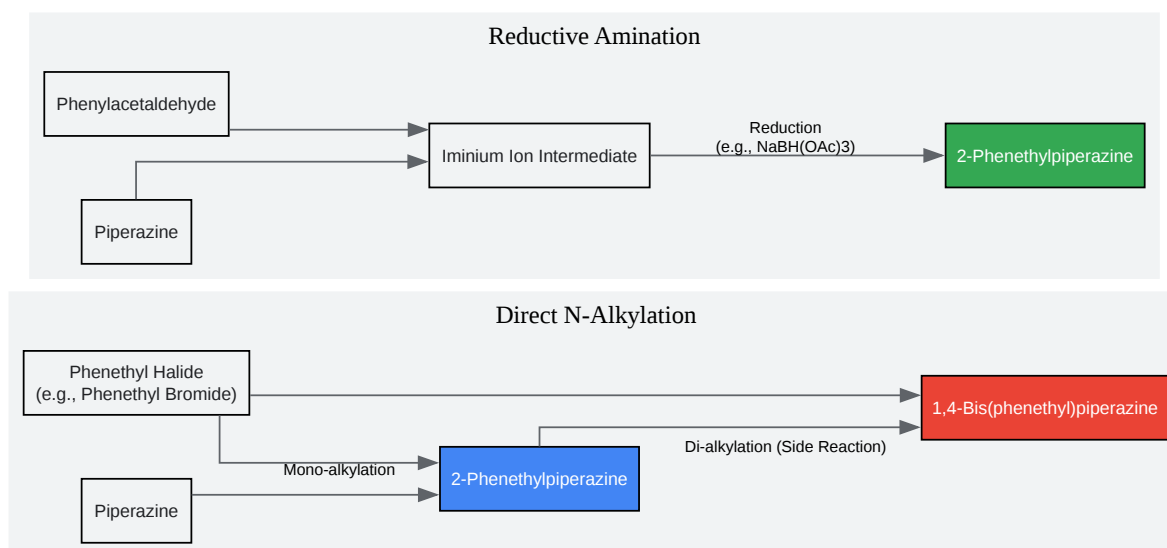 Reductive Amination
Phenylacetaldehyde
Iminium Ion Intermediate
Reduction
(e.g., NaBH(OAc)3)
2-Phenethylpiperazine
Piperazine
Direct N-Alkylation
Phenethyl Halide
(e.g., Phenethyl Bromide)
1,4-Bis(phenethyl)piperazine
Di-alkylation (Side Reaction)
Mono-alkylation
2-Phenethylpiperazine
Piperazine